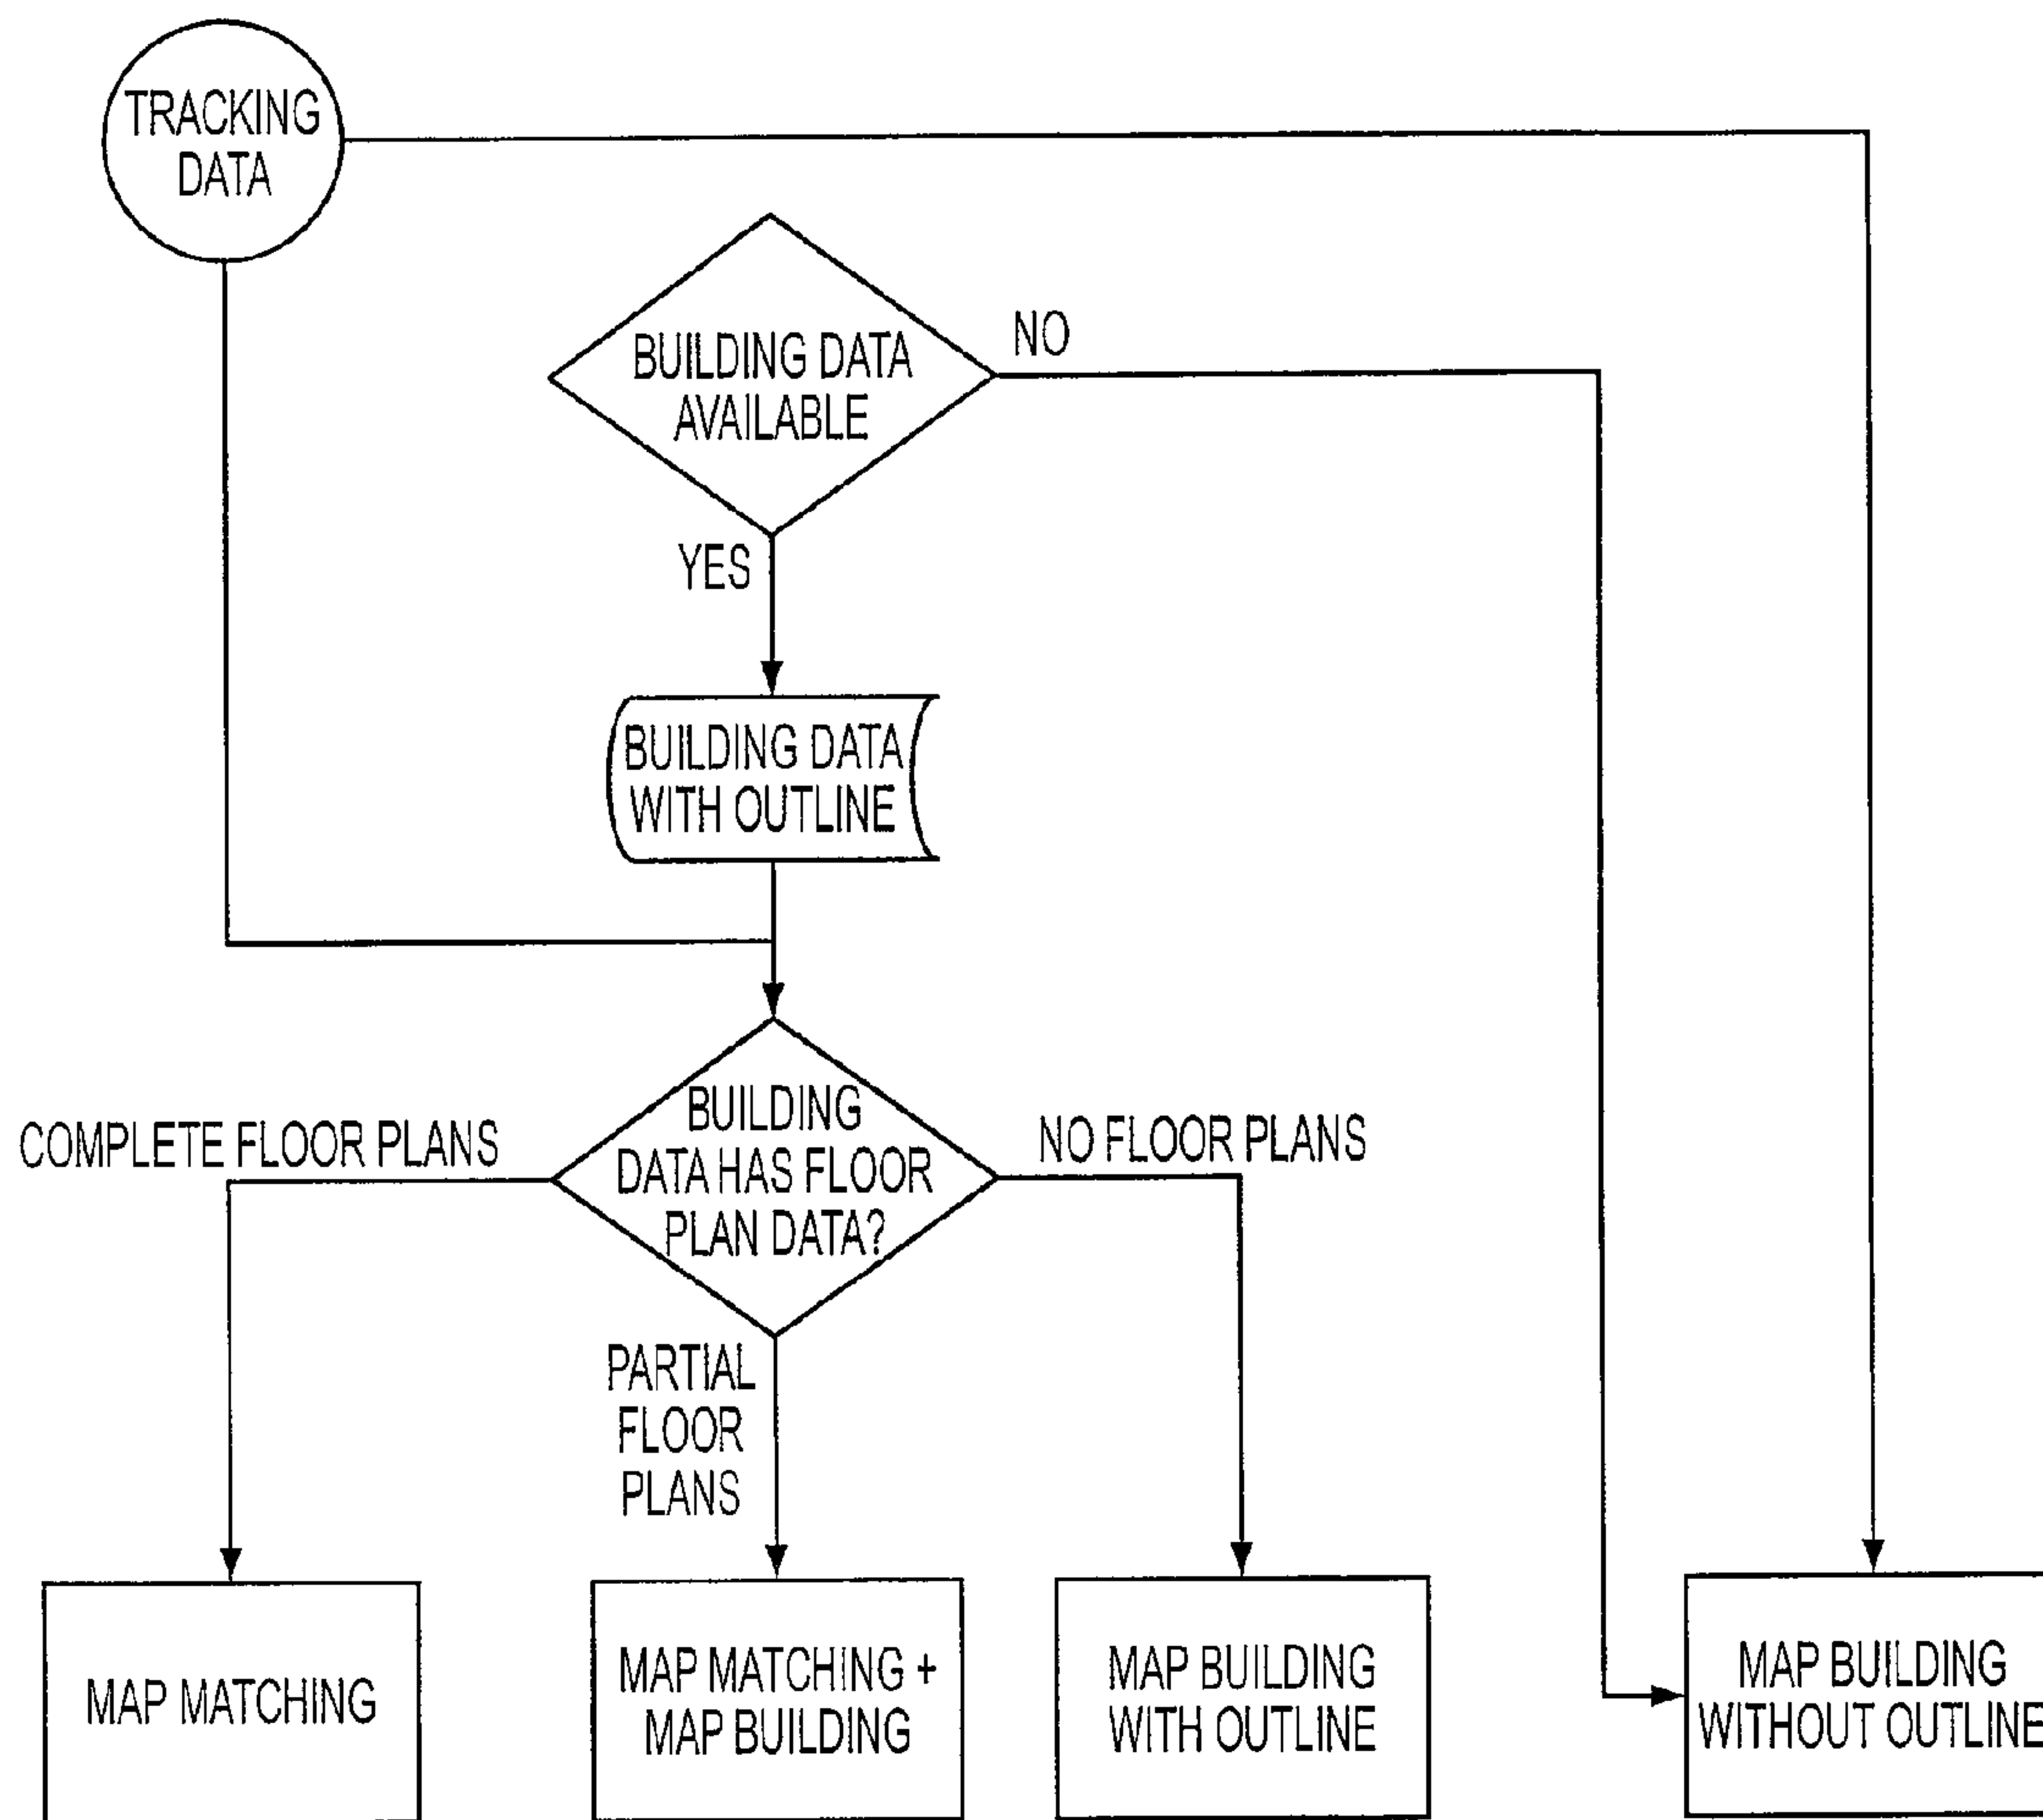 TRACKING
DATA
BUILDING DATA
AVAILABLE
NO
YES
BUILDING DATA
WITH OUTLINE
BUILDING
DATA HAS FLOOR
PLAN DATA?
COMPLETE FLOOR PLANS
NO FLOOR PLANS
PARTIAL
FLOOR
PLANS
MAP MATCHING
MAP MATCHING +
MAP BUILDING
MAP BUILDING
WITH OUTLINE
MAP BUILDING
WITHOUT OUTLINE